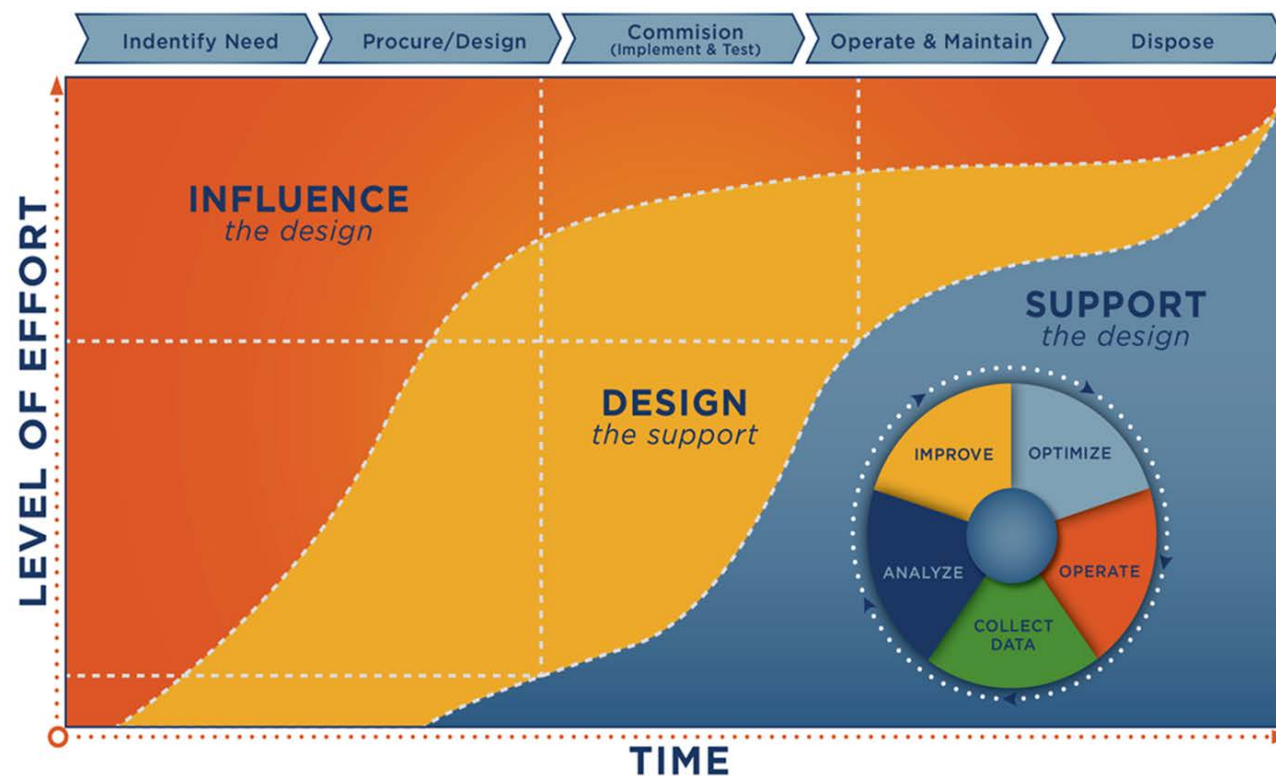 Indentify Need
Procure/Design
Commision
(Implement & Test)
Operate & Maintain
Dispose
LEVEL OF EFFORT
INFLUENCE
the design
DESIGN
the support
SUPPORT
the design
IMPROVE
OPTIMIZE
ANALYZE
OPERATE
COLLECT
DATA
TIME